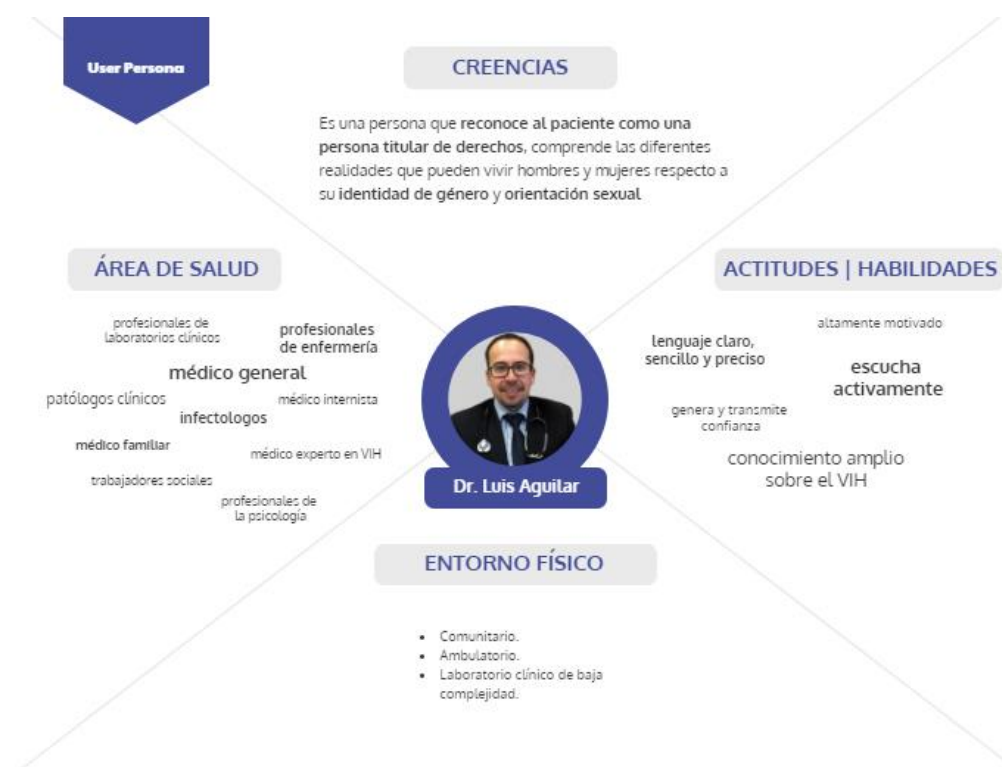 User Persona
CREENCIAS
Es una persona que reconoce al paciente como una
persona titular de derechos, comprende las diferentes
realidades que pueden vivir hombres y mujeres respecto a
su identidad de género y orientación sexual
ÁREA DE SALUD
profesionales de
laboratorios clínicos
profesionales
de enfermería
médico general
patólogos clínicos
médico internista
infectologos
médico familiar
médico experto en VIH
trabajadores sociales
profesionales de
la psicología
Dr. Luis Aguilar
ACTITUDES | HABILIDADES
altamente motivado
lenguaje claro,
sencillo y preciso
escucha
activamente
genera y transmite
confianza
conocimiento amplio
sobre el VIH
ENTORNO FÍSICO
• Comunitario.
• Ambulatorio.
• Laboratorio clínico de baja
complejidad.